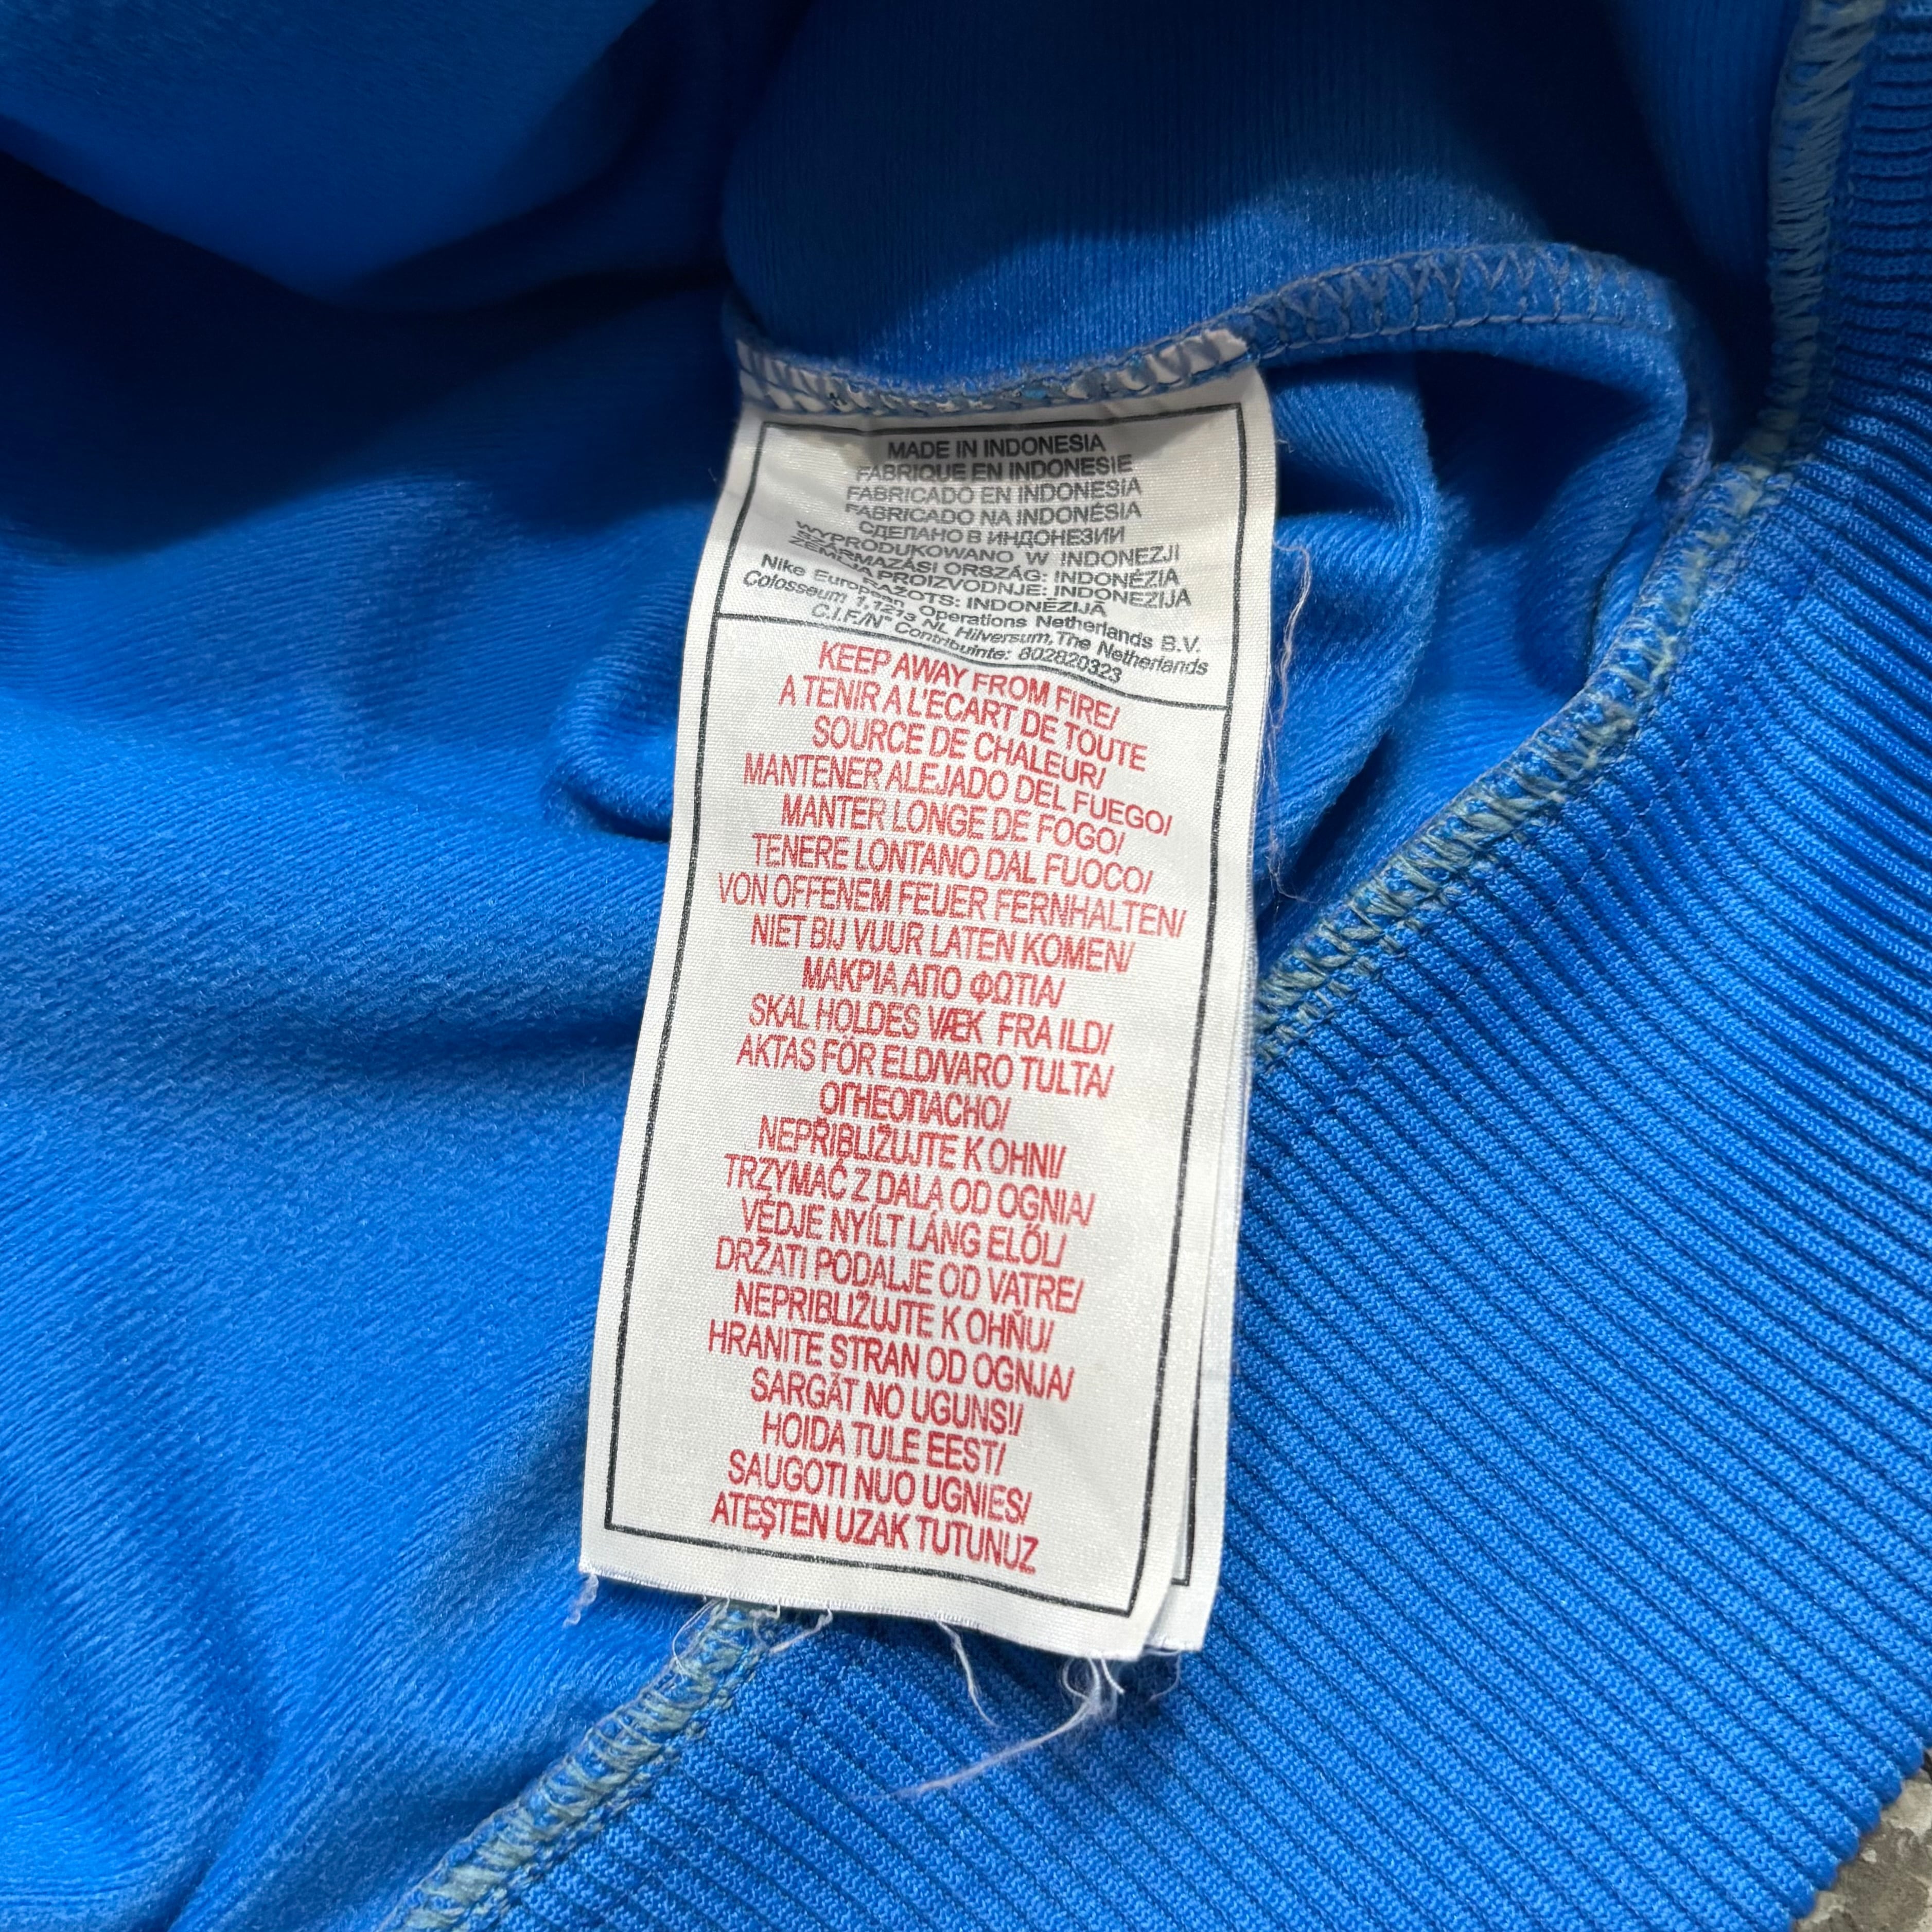 MADE IN INDONESIA
FABRIQUE EN INDONESIE
FABRICADO EN INDONESIA
FABRICADO NA INDONÉSIA
СДЕЛАНО В ИНДОНЕЗИИ
WYPRODUKOWANO W INDONEZJI
SZÁRMAZÁSI ORSZÁG: INDONÉZIA
ZEMLJA PROIZVODNJE: INDONEZIJA
RAŽOTS: INDONĒZIJĀ
Nike European Operations Netherlands B.V.
Colosseum 1,1213 NL Hilversum,The Netherlands
C.I.F./N° Contribuinte: 802820323
KEEP AWAY FROM FIRE/
A TENIR A L'ECART DE TOUTE
SOURCE DE CHALEUR/
MANTENER ALEJADO DEL FUEGO/
MANTER LONGE DE FOGO/
TENERE LONTANO DAL FUOCO/
VON OFFENEM FEUER FERNHALTEN/
NIET BIJ VUUR LATEN KOMEN/
ΜΑΚΡΙΑ ΑΠΟ ΦΩΤΙΑ/
SKAL HOLDES VÆK FRA ILD/
AKTAS FÖR ELD/VARO TULTA/
ОГНЕОПАСНО/
NEPŘIBLIŽUJTE K OHNI/
TRZYMAĆ Z DALA OD OGNIA/
VÉDJE NYÍLT LÁNG ELŐL/
DRŽATI PODALJE OD VATRE/
NEPRIBLIŽUJTE K OHŇU/
HRANITE STRAN OD OGNJA/
SARGĀT NO UGUNS!/
HOIDA TULE EEST/
SAUGOTI NUO UGNIES/
ATEŞTEN UZAK TUTUNUZ